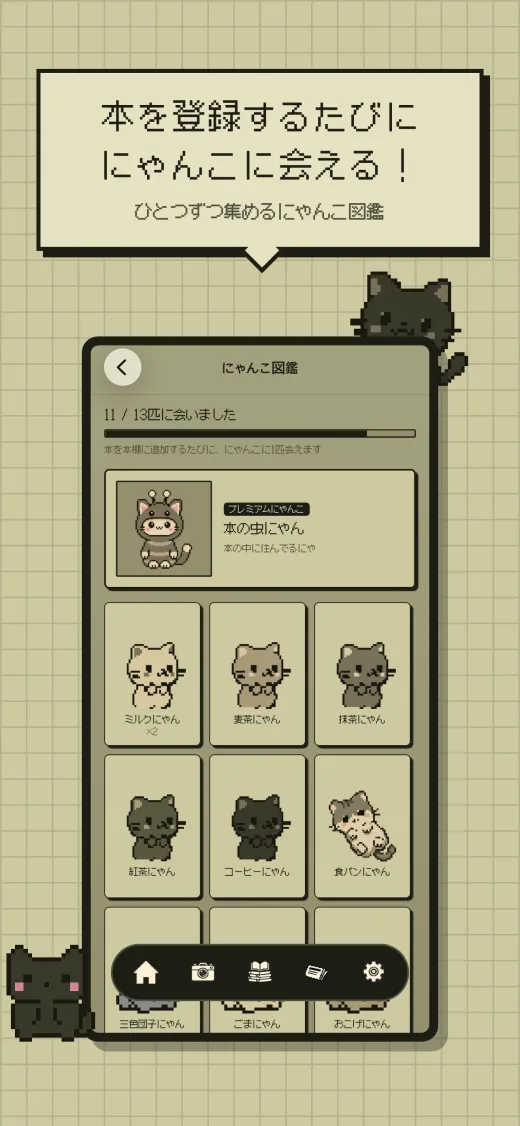 本を登録するたびに
にゃんこに会える！
ひとつずつ集めるにゃんこ図鑑
にゃんこ図鑑
11 / 13匹に会いました
本を本棚に追加するたびに、にゃんこに1匹会えます
プレミアムにゃんこ
本の虫にゃん
本の中に住んでるにゃ
ミルクにゃん
×2
麦茶にゃん
抹茶にゃん
紅茶にゃん
コーヒーにゃん
食パンにゃん
三色団子にゃん
ごまにゃん
おこげにゃん